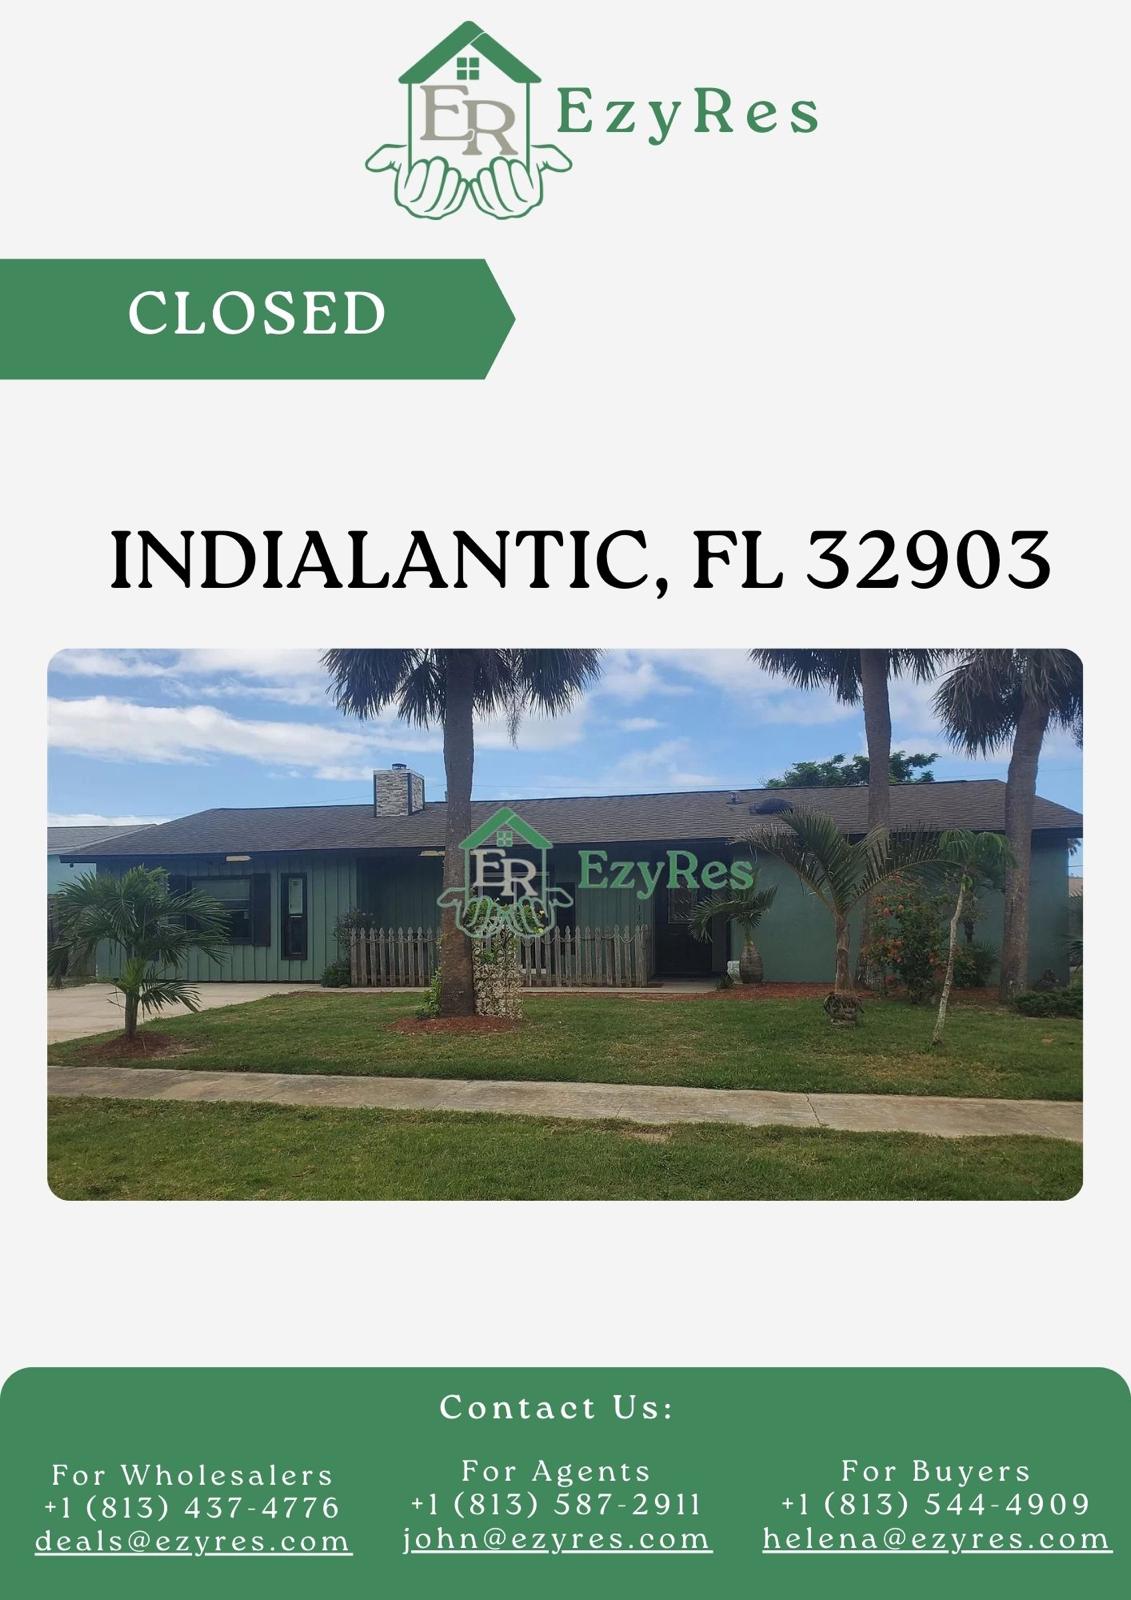 ER EzyRes
CLOSED
INDIALANTIC, FL 32903
ER EzyRes
Contact Us:
For Wholesalers
+1 (813) 437-4776
deals@ezyres.com
For Agents
+1 (813) 587-2911
john@ezyres.com
For Buyers
+1 (813) 544-4909
helena@ezyres.com